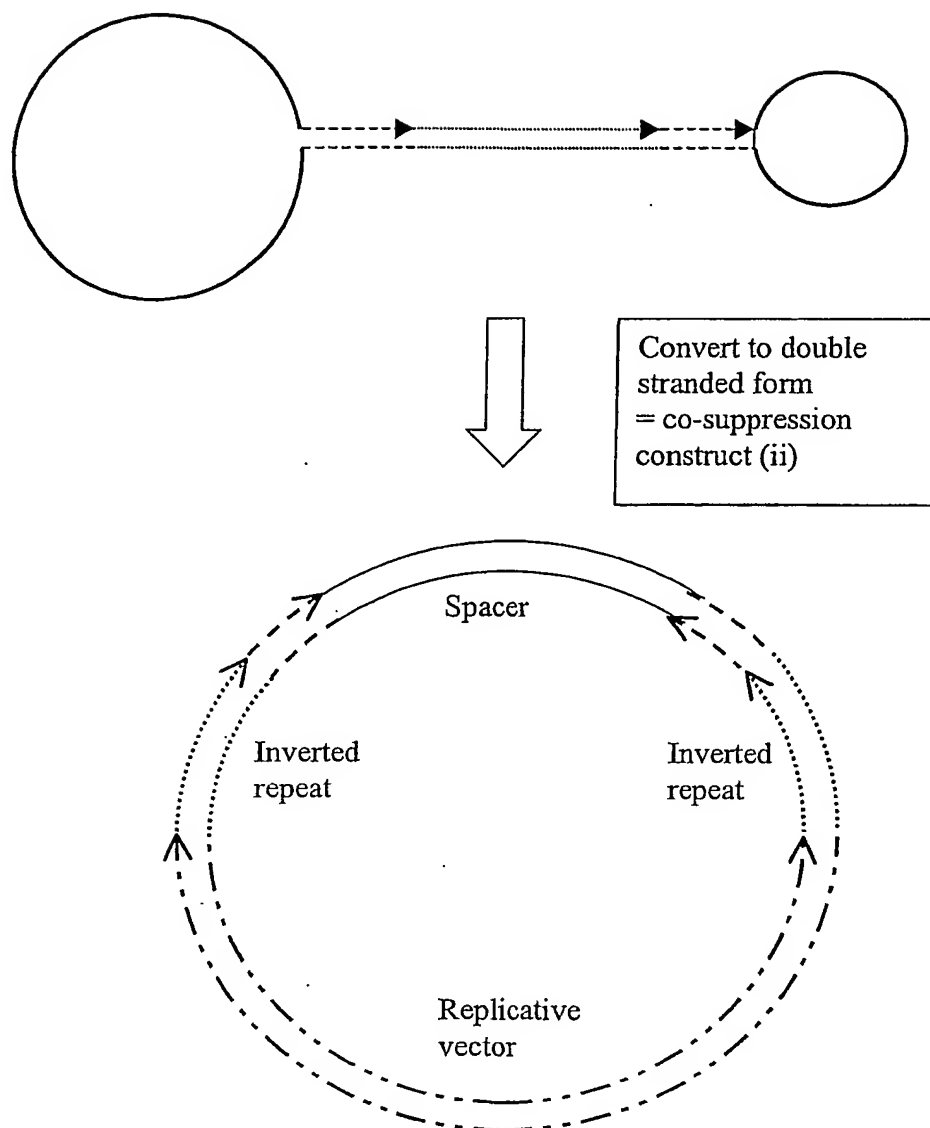 Convert to double
stranded form
= co-suppression
construct (ii)
Spacer
Inverted
repeat
Inverted
repeat
Replicative
vector